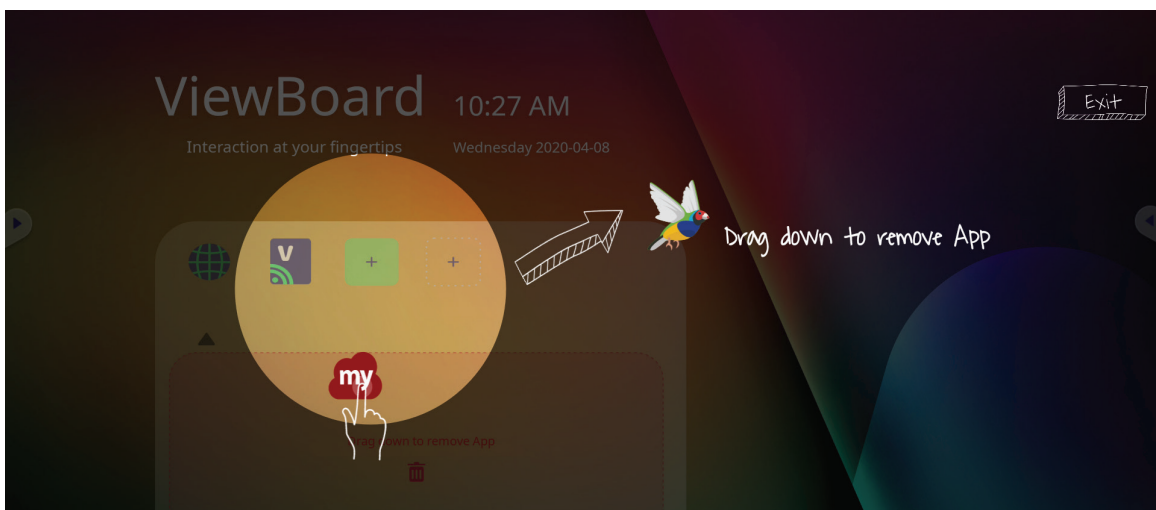 ViewBoard 10:27 AM
Exit
Interaction at your fingertips Wednesday 2020-04-08
Drag down to remove App
V + +
my
Drag down to remove App